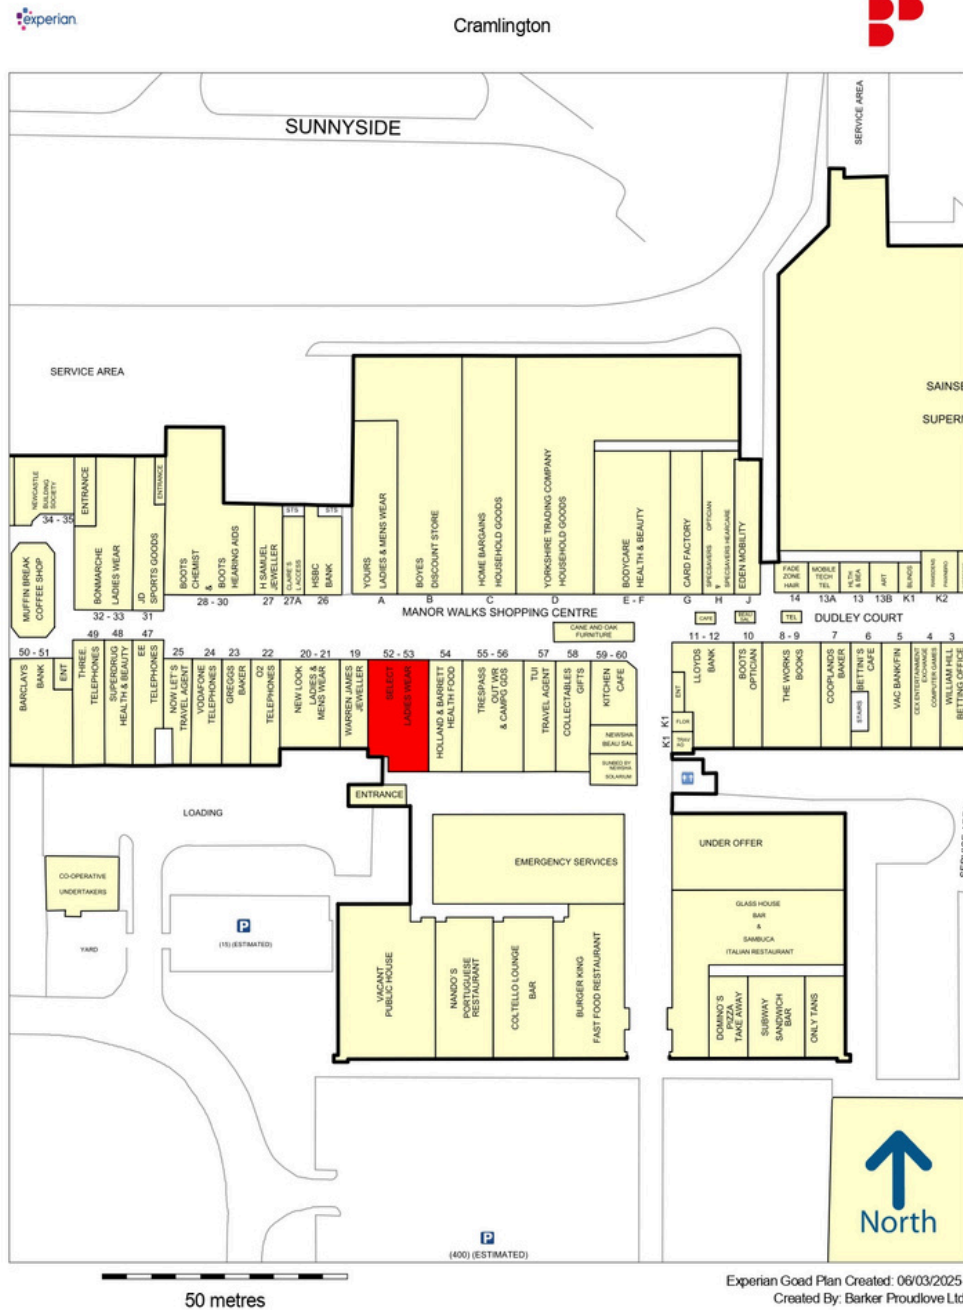 experian.
Cramlington
SERVICE AREA
SUNNYSIDE
SERVICE AREA
SAINS
SUPER
NEWCASTLE
BUILDING
SOCIETY
34 - 35
ENTRANCE
ENTRANCE
MUFFIN BREAK
COFFEE SHOP
BONMARCHE
LADIES WEAR
32 - 33
JD
SPORTS GOODS
31
BOOTS
CHEMIST
&
BOOTS
HEARING AIDS
28 - 30
H SAMUEL
JEWELLER
27
STS
CLAIRE'S
L ACCESS
27A
STS
HSBC
BANK
26
YOURS
LADIES & MENS WEAR
A
BOYES
DISCOUNT STORE
B
HOME BARGAINS
HOUSEHOLD GOODS
C
YORKSHIRE TRADING COMPANY
HOUSEHOLD GOODS
D
BODYCARE
HEALTH & BEAUTY
E - F
CARD FACTORY
G
SPECSAVERS OPTICIAN
SPECSAVERS HEARCARE
H
EDEN MOBILITY
J
FADE
ZONE
HAIR
14
MOBILE
TECH
TEL
13A
HLTH
& BEA
13
ART
13B
BLINDS
K1
K2
MANOR WALKS SHOPPING CENTRE
CAFE
BEAU
SAL
TEL
DUDLEY COURT
CANE AND OAK
FURNITURE
50 - 51
BARCLAYS
BANK
ENT
49
THREE
TELEPHONES
48
SUPERDRUG
HEALTH & BEAUTY
47
EE
TELEPHONES
25
NOW LET'S
TRAVEL AGENT
24
VODAFONE
TELEPHONES
23
GREGGS
BAKER
22
O2
TELEPHONES
20 - 21
NEW LOOK
LADIES &
MENS WEAR
19
WARREN JAMES
JEWELLER
52 - 53
SELECT
LADIES WEAR
54
HOLLAND & BARRETT
HEALTH FOOD
55 - 56
TRESPASS
OUT WR
& CAMPG GDS
57
TUI
TRAVEL AGENT
58
COLLECTABLES
GIFTS
59 - 60
KITCHEN
CAFE
NEWSHA
BEAU SAL
SUNBED BY
NEWSHA
SOLARIUM
11 - 12
LLOYDS
BANK
ENT
K1
FLOR
K1
10
BOOTS
OPTICIAN
8 - 9
THE WORKS
BOOKS
7
COOPLANDS
BAKER
6
BETTINI'S
CAFE
STAIRS
5
VAC BANKFIN
4
CEX ENTERTAINMENT
EXCHANGE
COMPUTER GAMES
3
WILLIAM HILL
BETTING OFFICE
ENTRANCE
LOADING
CO-OPERATIVE
UNDERTAKERS
YARD
P
(15) (ESTIMATED)
EMERGENCY SERVICES
VACANT
PUBLIC HOUSE
NANDO'S
PORTUGUESE
RESTAURANT
COLTELLO LOUNGE
BAR
BURGER KING
FAST FOOD RESTAURANT
UNDER OFFER
GLASS HOUSE
BAR
&
SAMBUCA
ITALIAN RESTAURANT
DOMINO'S
PIZZA
TAKE AWAY
SUBWAY
SANDWICH
BAR
ONLY TANS
P
(400) (ESTIMATED)
North
50 metres
Experian Goad Plan Created: 06/03/2025
Created By: Barker Proudlove Ltd